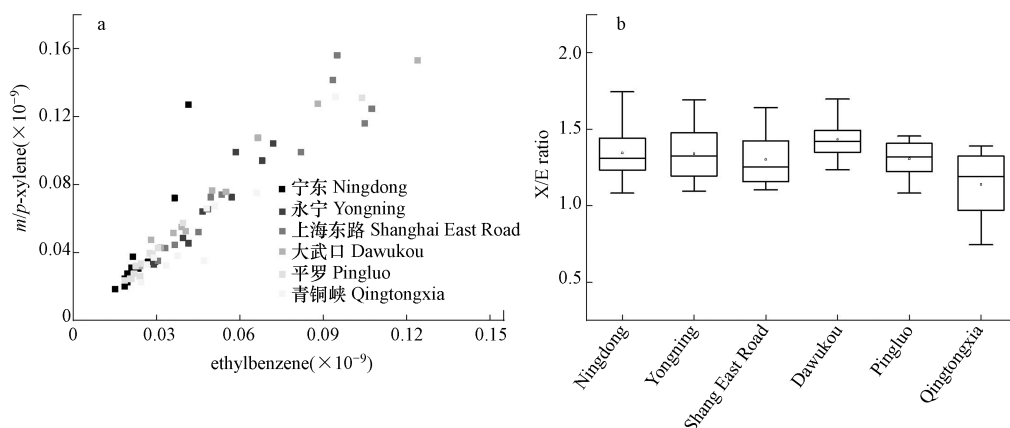 a
0.16
0.12
0.08
0.04
0
m/p-xylene(×10⁻⁹)
宁东 Ningdong
永宁 Yongning
上海东路 Shanghai East Road
大武口 Dawukou
平罗 Pingluo
青铜峡 Qingtongxia
0.03
0.06
0.09
0.12
0.15
ethylbenzene(×10⁻⁹)
b
2.0
1.5
1.0
0.5
X/E ratio
Ningdong
Yongning
Shang East Road
Dawukou
Pingluo
Qingtongxia